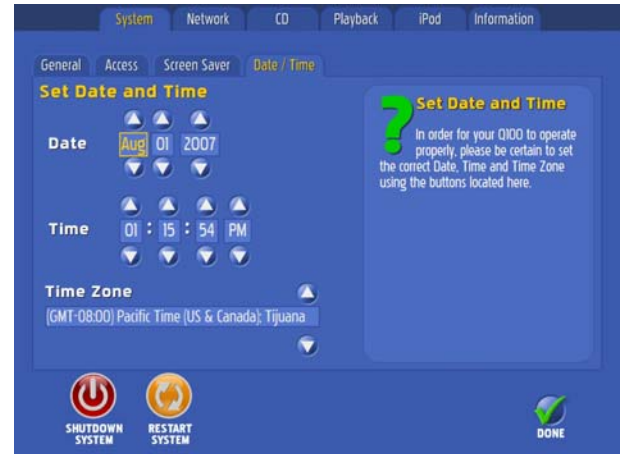 System Network CD Playback iPod Information
General Access Screen Saver Date / Time
Set Date and Time
Date Aug 01 2007
Time 01 : 15 : 54 PM
Time Zone
(GMT-08:00) Pacific Time (US & Canada); Tijuana
?
Set Date and Time
In order for your Q100 to operate
properly, please be certain to set
the correct Date, Time and Time Zone
using the buttons located here.
SHUTDOWN
SYSTEM
RESTART
SYSTEM
DONE